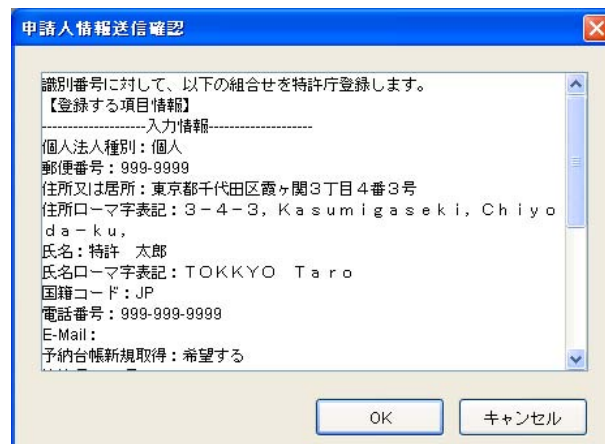 申請人情報送信確認
識別番号に対して、以下の組合せを特許庁登録します。
【登録する項目情報】
-------------------入力情報-------------------
個人法人種別：個人
郵便番号：999-9999
住所又は居所：東京都千代田区霞ヶ関３丁目４番３号
住所ローマ字表記：３－４－３，Ｋａｓｕｍｉｇａｓｅｋｉ，Ｃｈｉｙｏ
ｄａ－ｋｕ，
氏名：特許　太郎
氏名ローマ字表記：ＴＯＫＫＹＯ　Ｔａｒｏ
国籍コード：JP
電話番号：999-999-9999
E-Mail：
予納台帳新規取得：希望する
OK
キャンセル